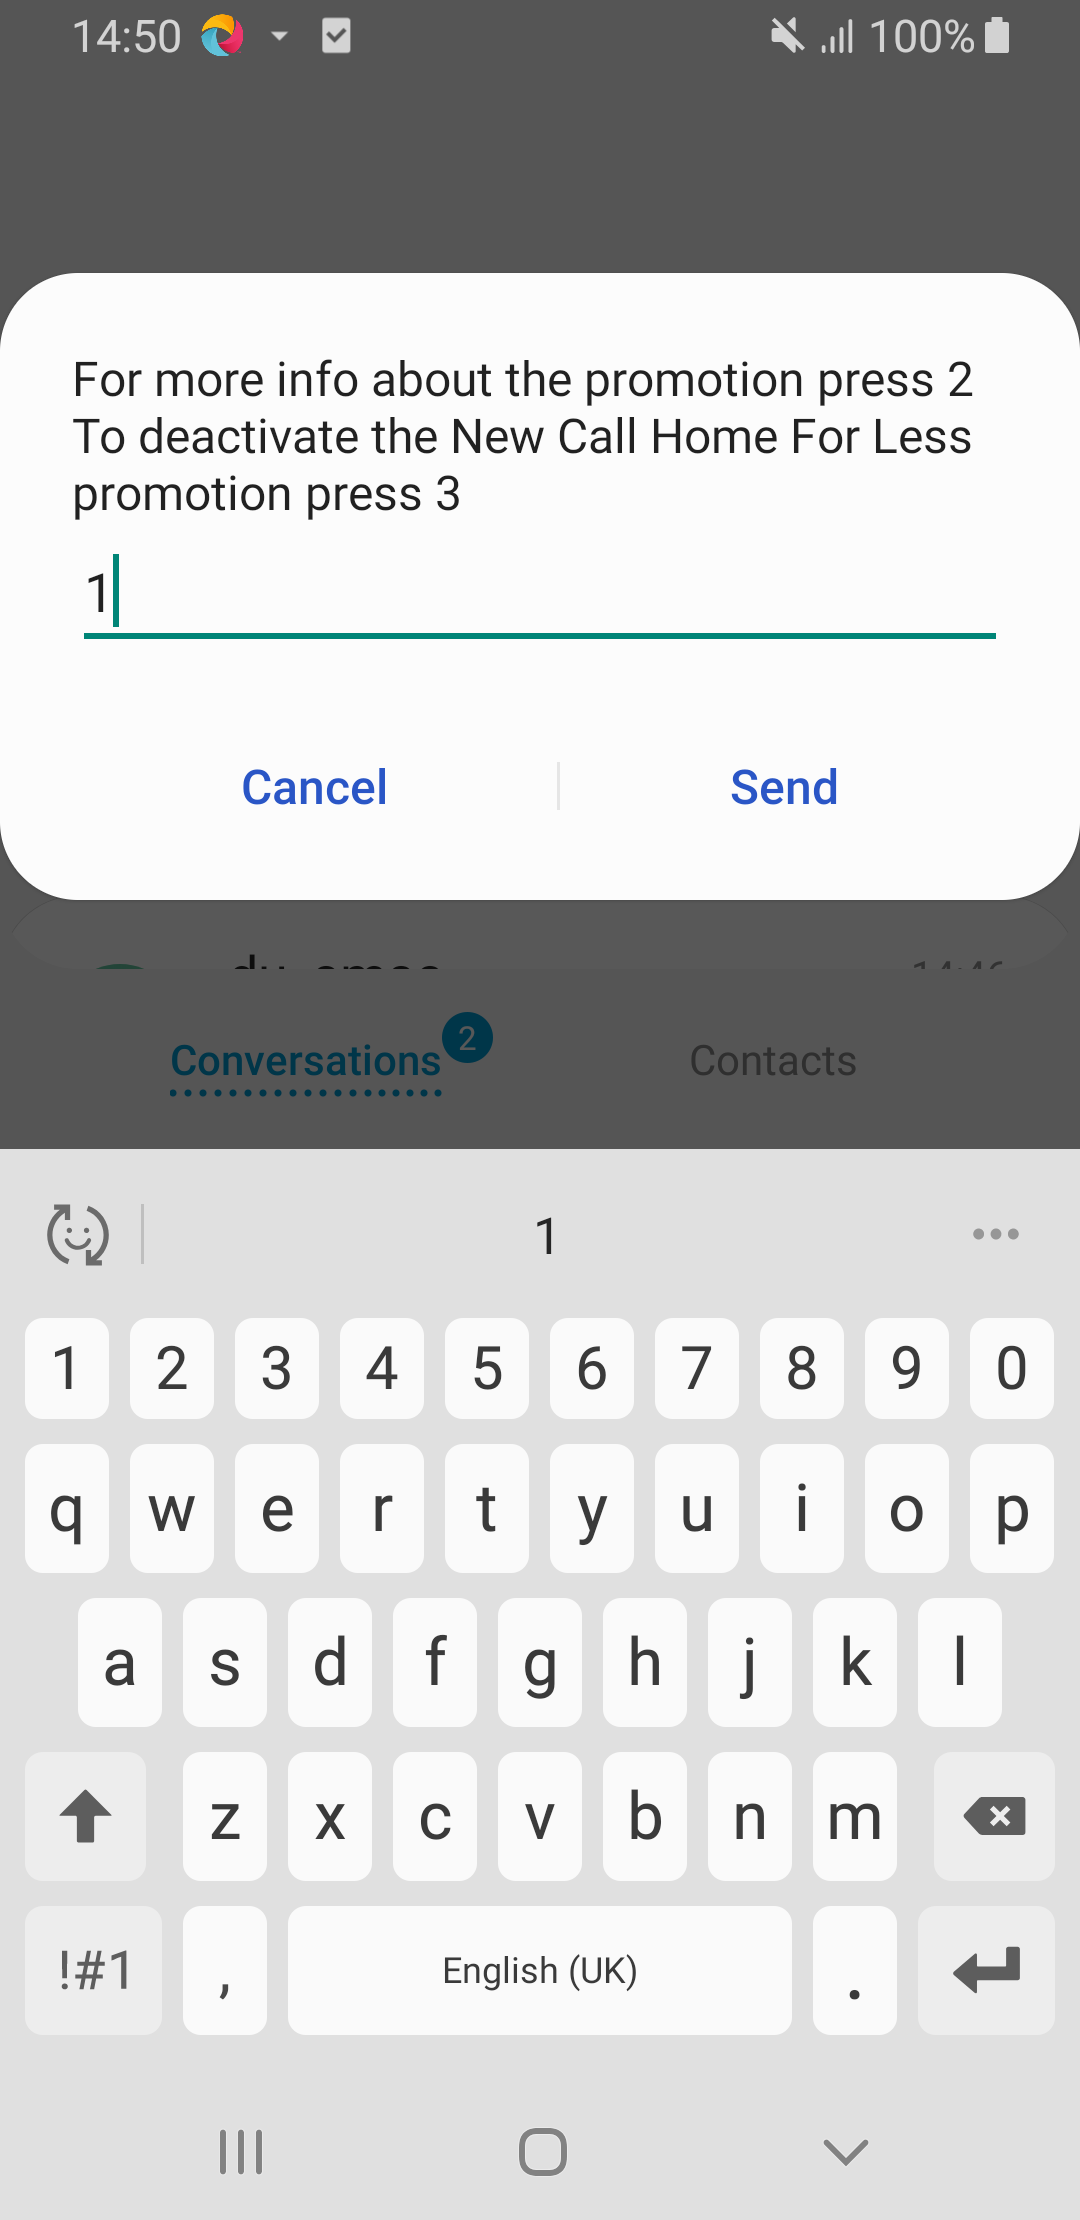 14:50
100%
For more info about the promotion press 2
To deactivate the New Call Home For Less
promotion press 3
1
Cancel
Send
Conversations
2
Contacts
1
1 2 3 4 5 6 7 8 9 0
q w e r t y u i o p
a s d f g h j k l
z x c v b n m
!#1 , English (UK) .